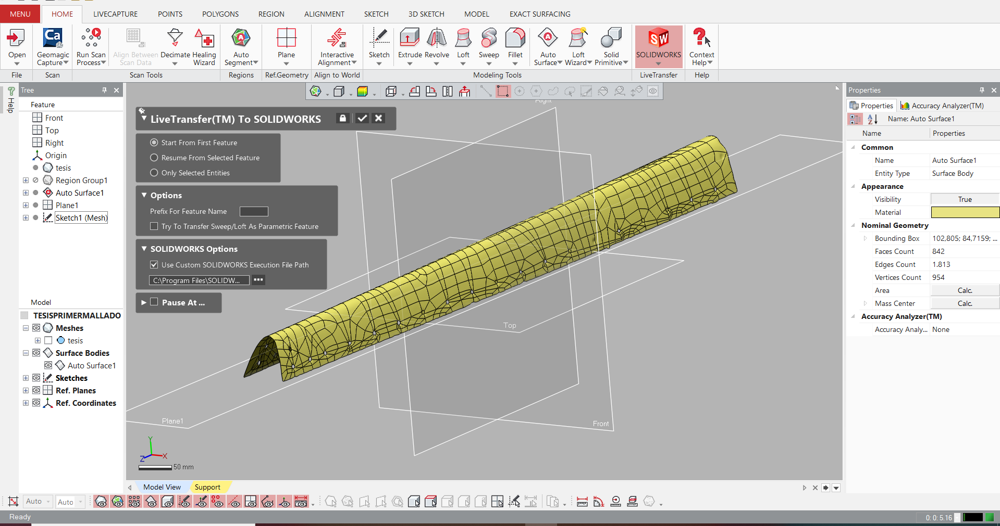 MENU HOME LIVECAPTURE POINTS POLYGONS REGION ALIGNMENT SKETCH 3D SKETCH MODEL EXACT SURFACING
Open Geomagic Capture Run Scan Process Align Between Scan Data Decimate Healing Wizard Auto Segment Plane Interactive Alignment Sketch Extrude Revolve Loft Sweep Fillet Auto Surface Loft Wizard Solid Primitive SOLIDWORKS Context Help
File Scan Scan Tools Regions Ref.Geometry Align to World Modeling Tools LiveTransfer Help
Help
Tree
Feature
Front
Top
Right
Origin
tesis
Region Group1
Auto Surface1
Plane1
Sketch1 (Mesh)
Model
TESISPRIMERMALLADO
Meshes
tesis
Surface Bodies
Auto Surface1
Sketches
Ref. Planes
Ref. Coordinates
LiveTransfer(TM) To SOLIDWORKS
Start From First Feature
Resume From Selected Feature
Only Selected Entities
Options
Prefix For Feature Name
Try To Transfer Sweep/Loft As Parametric Feature
SOLIDWORKS Options
Use Custom SOLIDWORKS Execution File Path
C:\Program Files\SOLIDW...
Pause At ...
Right
Top
Front
Plane1
Y
Z X
50 mm
Properties
Properties Accuracy Analyzer(TM)
Name: Auto Surface1
Name Properties
Common
Name Auto Surface1
Entity Type Surface Body
Appearance
Visibility True
Material
Nominal Geometry
Bounding Box 102,805; 84,7159; ...
Faces Count 842
Edges Count 1.813
Vertices Count 954
Area Calc.
Mass Center Calc.
Accuracy Analyzer(TM)
Accuracy Analy... None
Model View Support
Auto Auto
Ready 0: 0: 5.16